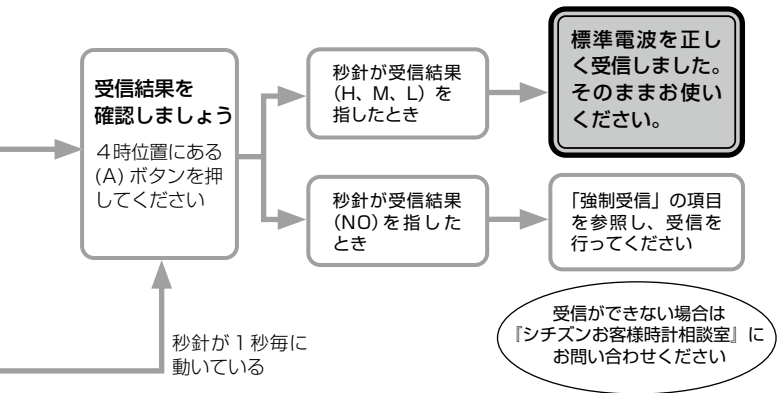 受信結果を
確認しましょう
4時位置にある
(A) ボタンを押
してください
秒針が受信結果
(H、M、L)を
指したとき
標準電波を正し
く受信しました。
そのままお使い
ください。
秒針が受信結果
(NO)を指した
とき
「強制受信」の項目
を参照し、受信を
行ってください
秒針が1秒毎に
動いている
受信ができない場合は
『シチズンお客様時計相談室』に
お問い合わせください